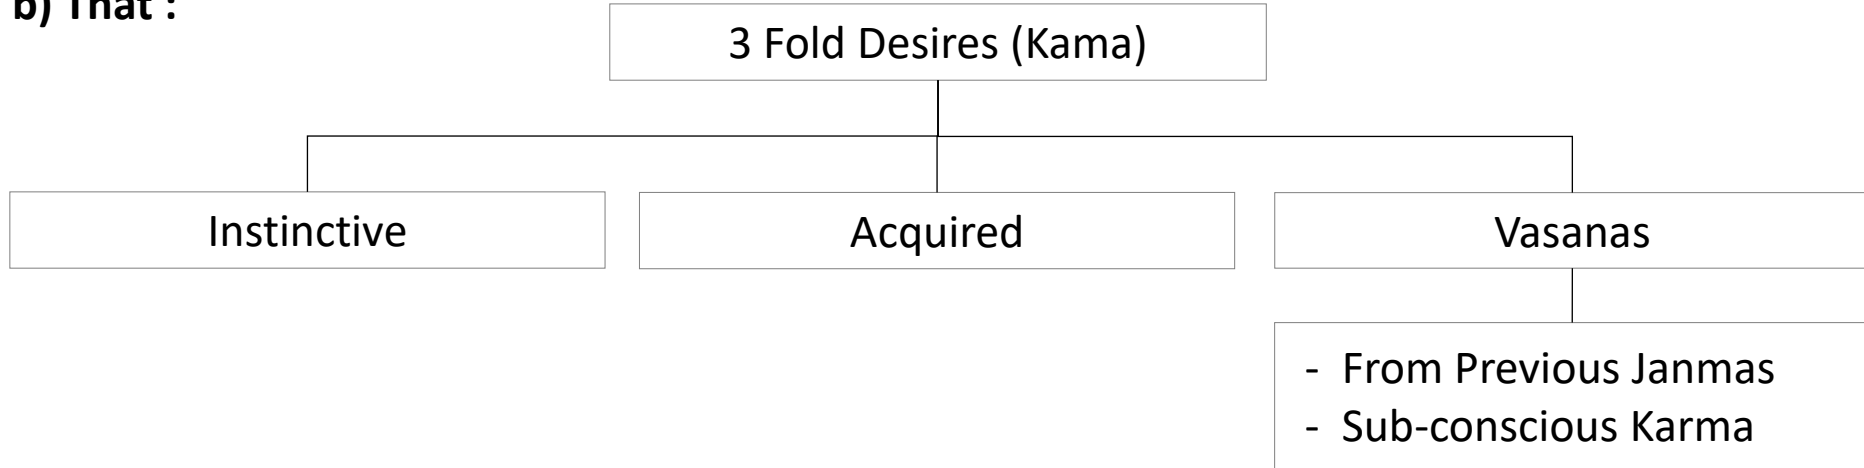 b) That :
3 Fold Desires (Kama)
Instinctive
Acquired
Vasanas
- From Previous Janmas
- Sub-conscious Karma